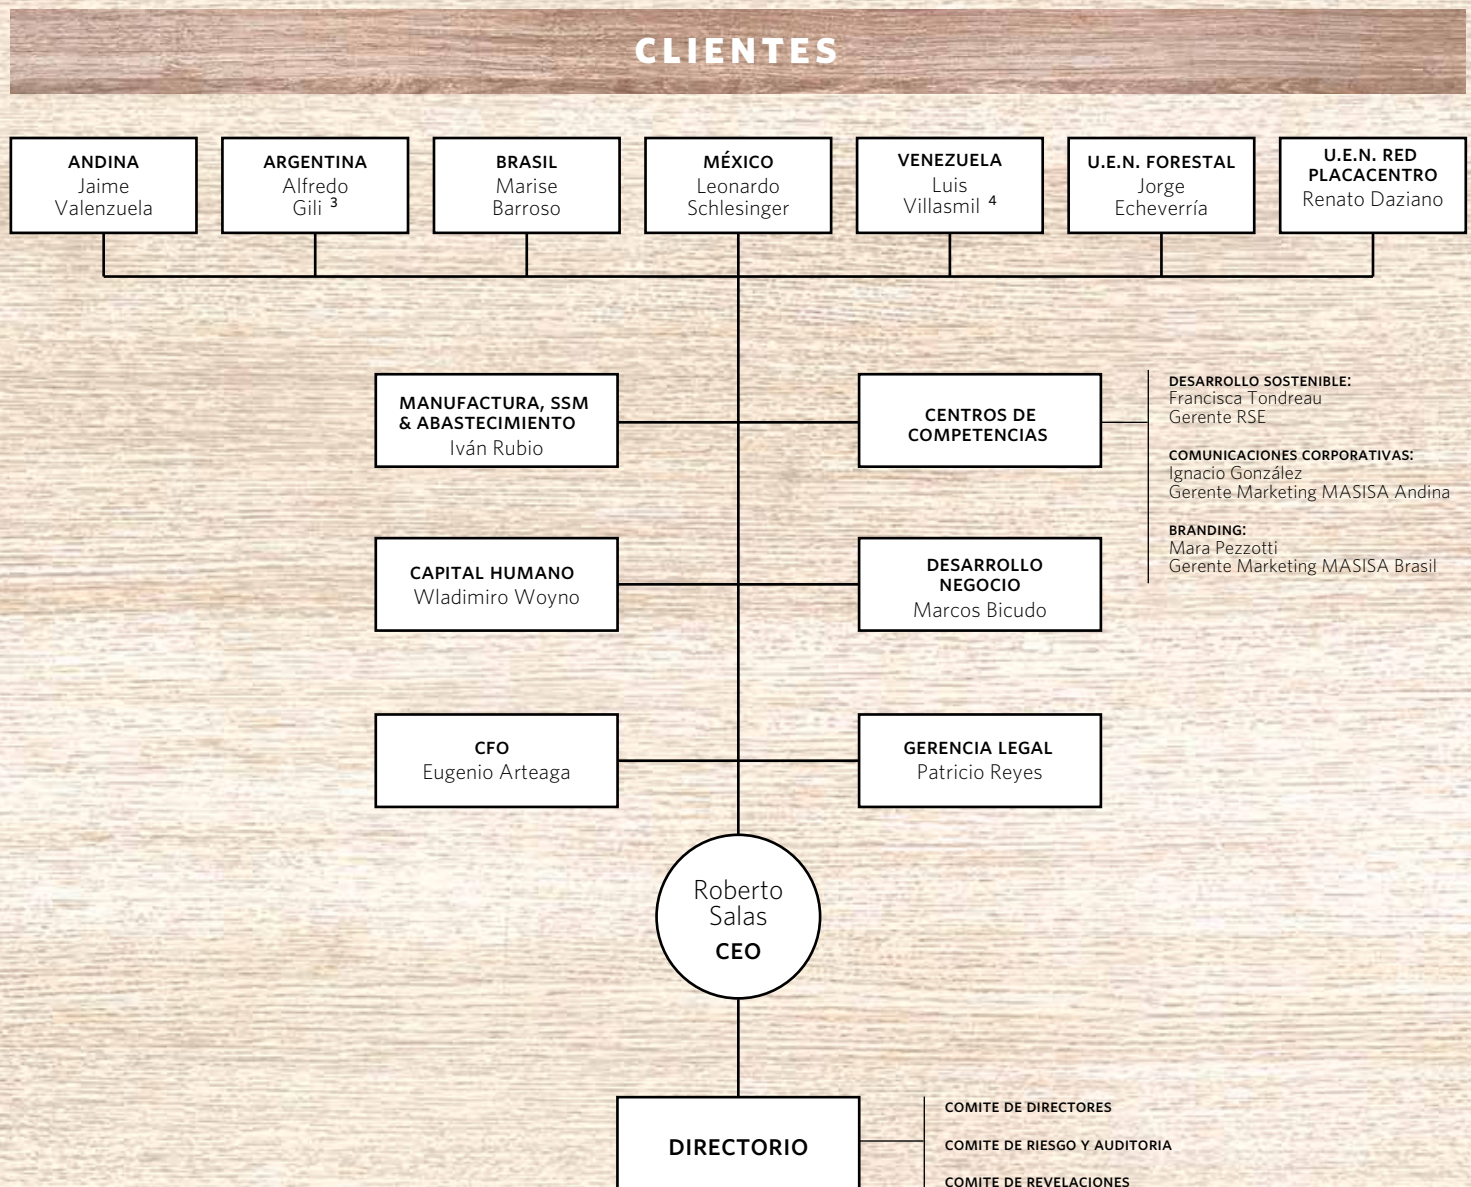 CLIENTES
ANDINA
Jaime
Valenzuela
ARGENTINA
Alfredo
Gili ³
BRASIL
Marise
Barroso
MÉXICO
Leonardo
Schlesinger
VENEZUELA
Luis
Villasmil ⁴
U.E.N. FORESTAL
Jorge
Echeverría
U.E.N. RED
PLACACENTRO
Renato Daziano
MANUFACTURA, SSM
& ABASTECIMIENTO
Iván Rubio
CENTROS DE
COMPETENCIAS
DESARROLLO SOSTENIBLE:
Francisca Tondreau
Gerente RSE
COMUNICACIONES CORPORATIVAS:
Ignacio González
Gerente Marketing MASISA Andina
BRANDING:
Mara Pezzotti
Gerente Marketing MASISA Brasil
CAPITAL HUMANO
Wladimiro Woyno
DESARROLLO
NEGOCIO
Marcos Bicudo
CFO
Eugenio Arteaga
GERENCIA LEGAL
Patricio Reyes
Roberto
Salas
CEO
DIRECTORIO
COMITE DE DIRECTORES
COMITE DE RIESGO Y AUDITORIA
COMITE DE REVELACIONES